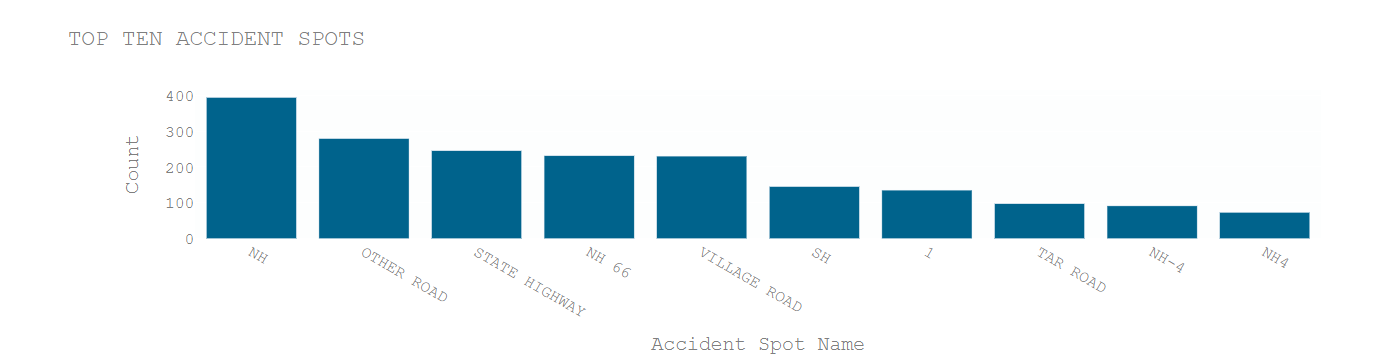 TOP TEN ACCIDENT SPOTS
400
300
200
100
0
Count
NH
OTHER ROAD
STATE HIGHWAY
NH 66
VILLAGE ROAD
SH
1
TAR ROAD
NH-4
NH4
Accident Spot Name